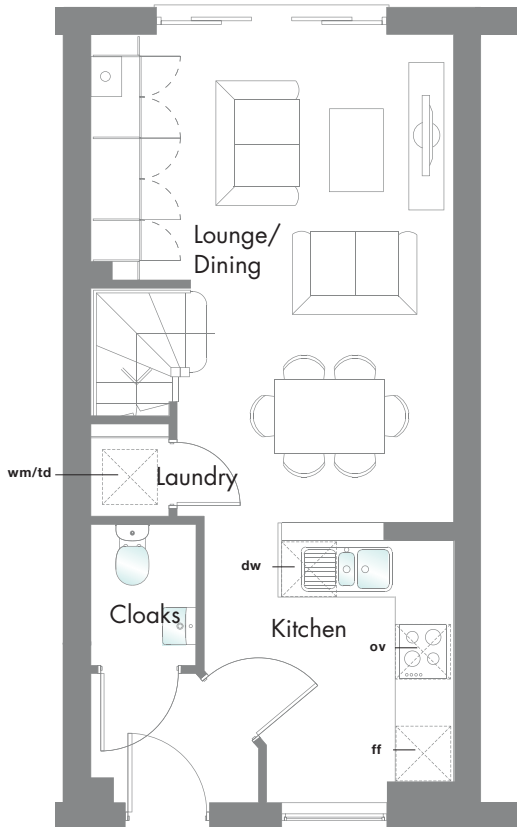 Lounge/
Dining
wm/td
Laundry
dw
Cloaks
Kitchen
ov
ff